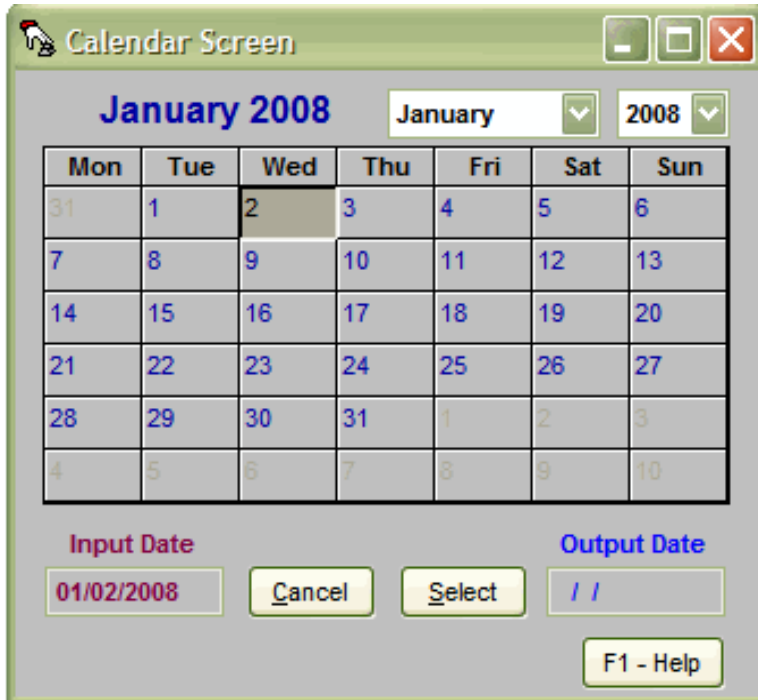 Calendar Screen
January 2008 January 2008
Mon Tue Wed Thu Fri Sat Sun
31 1 2 3 4 5 6
7 8 9 10 11 12 13
14 15 16 17 18 19 20
21 22 23 24 25 26 27
28 29 30 31 1 2 3
4 5 6 7 8 9 10
Input Date Output Date
01/02/2008 Cancel Select / /
F1 - Help